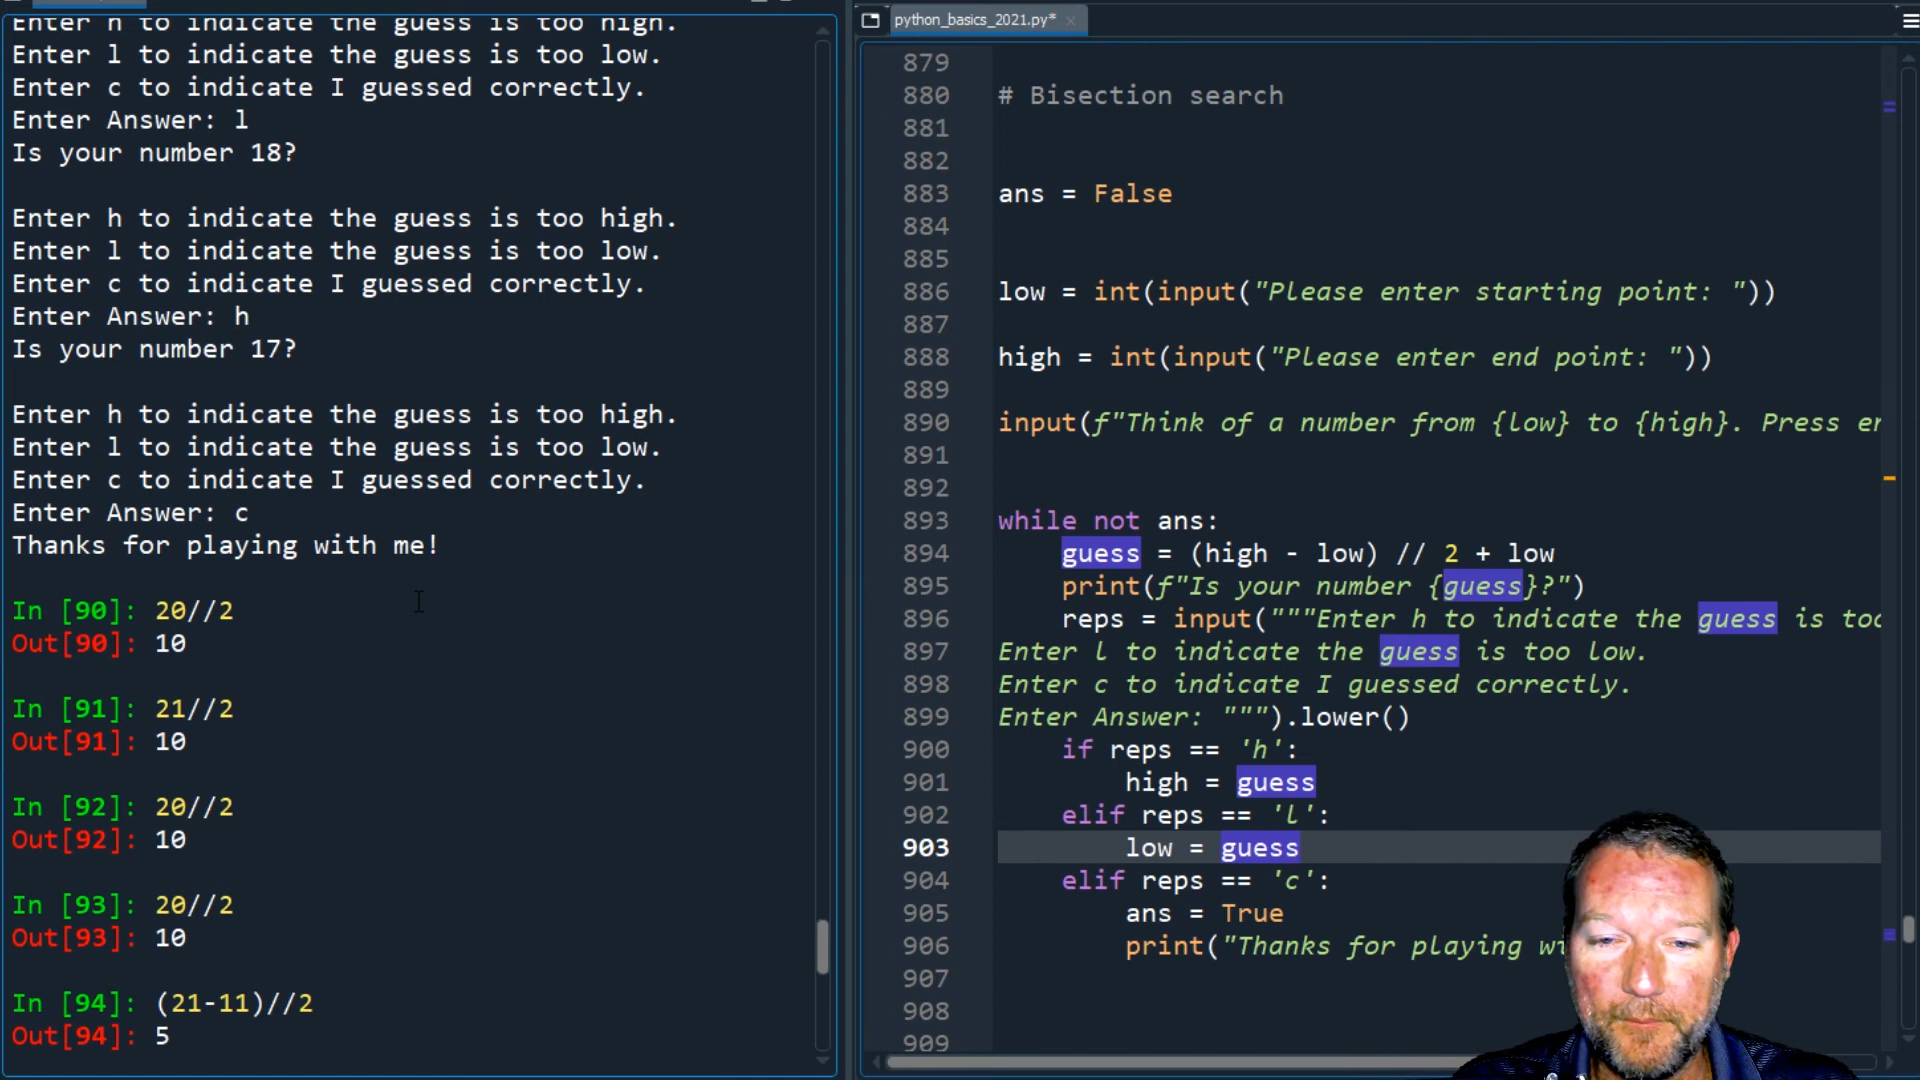 Enter h to indicate the guess is too high.
Enter l to indicate the guess is too low.
Enter c to indicate I guessed correctly.
Enter Answer: l
Is your number 18?
Enter h to indicate the guess is too high.
Enter l to indicate the guess is too low.
Enter c to indicate I guessed correctly.
Enter Answer: h
Is your number 17?
Enter h to indicate the guess is too high.
Enter l to indicate the guess is too low.
Enter c to indicate I guessed correctly.
Enter Answer: c
Thanks for playing with me!
In [90]: 20//2
Out[90]: 10
In [91]: 21//2
Out[91]: 10
In [92]: 20//2
Out[92]: 10
In [93]: 20//2
Out[93]: 10
In [94]: (21-11)//2
Out[94]: 5
python_basics_2021.py*
879
880 # Bisection search
881
882
883 ans = False
884
885
886 low = int(input("Please enter starting point: "))
887
888 high = int(input("Please enter end point: "))
889
890 input(f"Think of a number from {low} to {high}. Press
891
892
893 while not ans:
894 guess = (high - low) // 2 + low
895 print(f"Is your number {guess}?")
896 reps = input("""Enter h to indicate the guess is
897 Enter l to indicate the guess is too low.
898 Enter c to indicate I guessed correctly.
899 Enter Answer: """).lower()
900 if reps == 'h':
901 high = guess
902 elif reps == 'l':
903 low = guess
904 elif reps == 'c':
905 ans = True
906 print("Thanks for playing
907
908
909